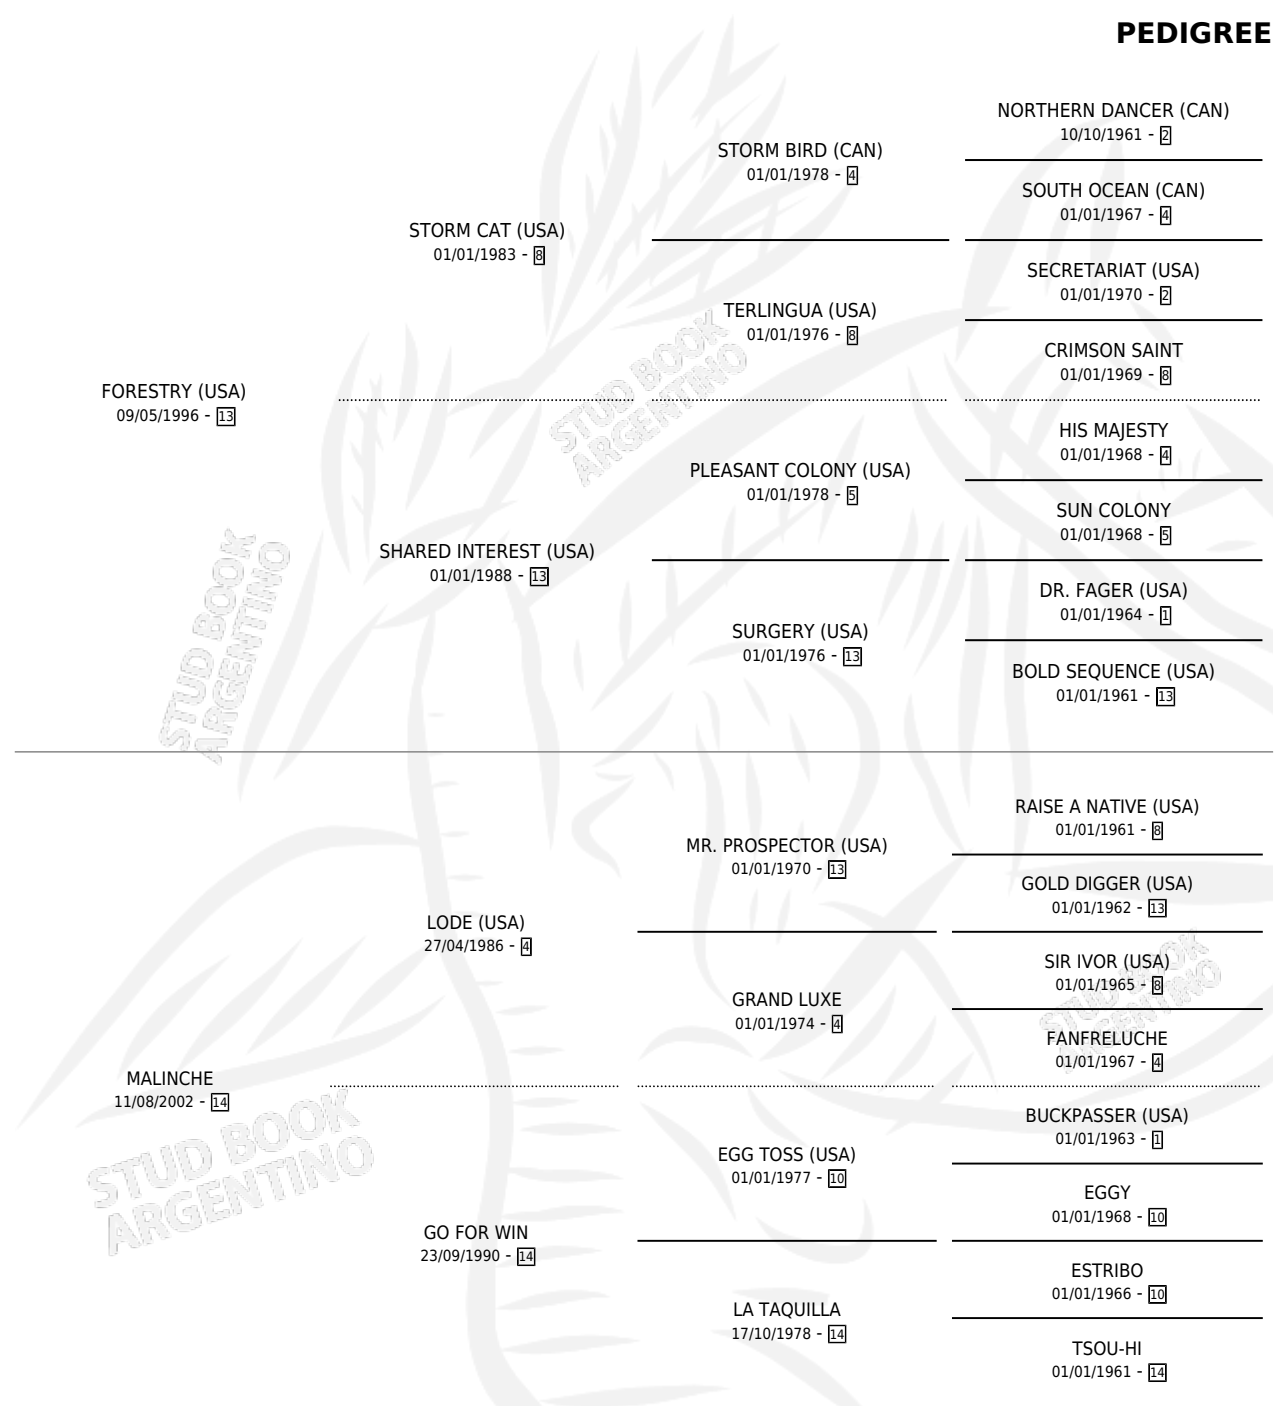 PEDIGREE
NORTHERN DANCER (CAN)
10/10/1961 - 2
STORM BIRD (CAN)
01/01/1978 - 4
SOUTH OCEAN (CAN)
01/01/1967 - 4
STORM CAT (USA)
01/01/1983 - 8
SECRETARIAT (USA)
01/01/1970 - 2
TERLINGUA (USA)
01/01/1976 - 8
CRIMSON SAINT
01/01/1969 - 8
FORESTRY (USA)
09/05/1996 - 13
HIS MAJESTY
01/01/1968 - 4
PLEASANT COLONY (USA)
01/01/1978 - 5
SUN COLONY
01/01/1968 - 5
SHARED INTEREST (USA)
01/01/1988 - 13
DR. FAGER (USA)
01/01/1964 - 1
SURGERY (USA)
01/01/1976 - 13
BOLD SEQUENCE (USA)
01/01/1961 - 13
RAISE A NATIVE (USA)
01/01/1961 - 8
MR. PROSPECTOR (USA)
01/01/1970 - 13
GOLD DIGGER (USA)
01/01/1962 - 13
LODE (USA)
27/04/1986 - 4
SIR IVOR (USA)
01/01/1965 - 8
GRAND LUXE
01/01/1974 - 4
FANFRELUCHE
01/01/1967 - 4
MALINCHE
11/08/2002 - 14
BUCKPASSER (USA)
01/01/1963 - 1
EGG TOSS (USA)
01/01/1977 - 10
EGGY
01/01/1968 - 10
GO FOR WIN
23/09/1990 - 14
ESTRIBO
01/01/1966 - 10
LA TAQUILLA
17/10/1978 - 14
TSOU-HI
01/01/1961 - 14
STUD BOOK
ARGENTINO
STUD BOOK
ARGENTINO
STUD BOOK
ARGENTINO
STUD BOOK
ARGENTINO